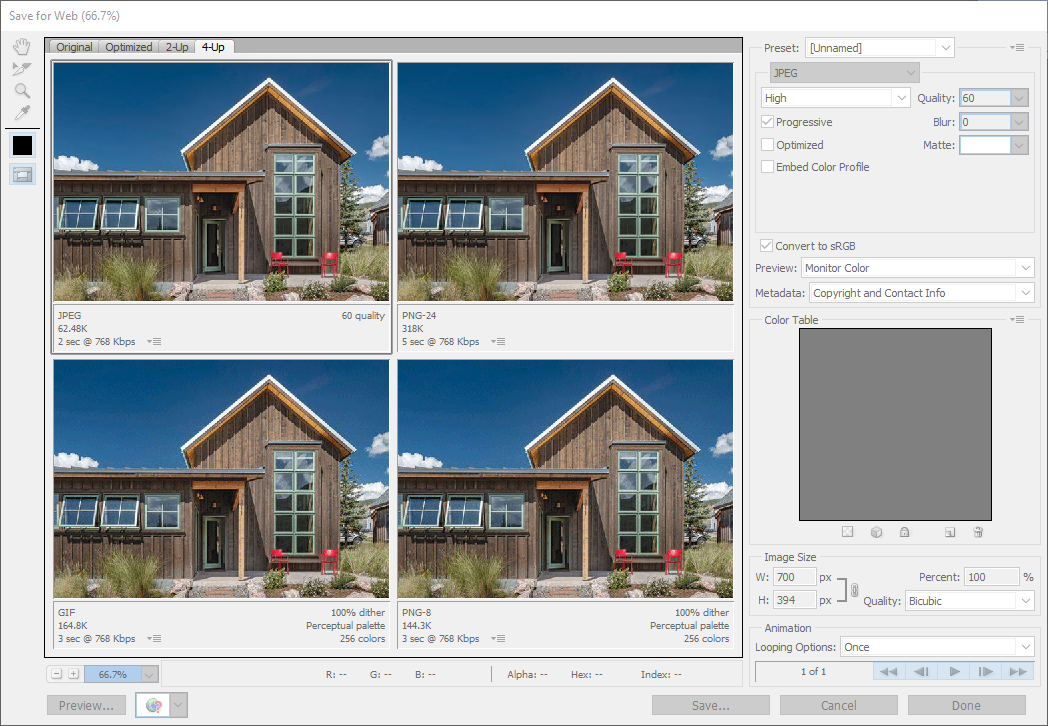 Save for Web (66.7%)
Original Optimized 2-Up 4-Up
JPEG 60 quality
62.48K
2 sec @ 768 Kbps
PNG-24
318K
5 sec @ 768 Kbps
GIF 100% dither
164.8K Perceptual palette
3 sec @ 768 Kbps 256 colors
PNG-8 100% dither
144.3K Perceptual palette
3 sec @ 768 Kbps 256 colors
66.7% R: -- G: -- B: -- Alpha: -- Hex: -- Index: --
Preview...
Preset: [Unnamed]
JPEG
High Quality: 60
Progressive Blur: 0
Optimized Matte:
Embed Color Profile
Convert to sRGB
Preview: Monitor Color
Metadata: Copyright and Contact Info
Color Table
Image Size
W: 700 px Percent: 100 %
H: 394 px Quality: Bicubic
Animation
Looping Options: Once
1 of 1
Save... Cancel Done